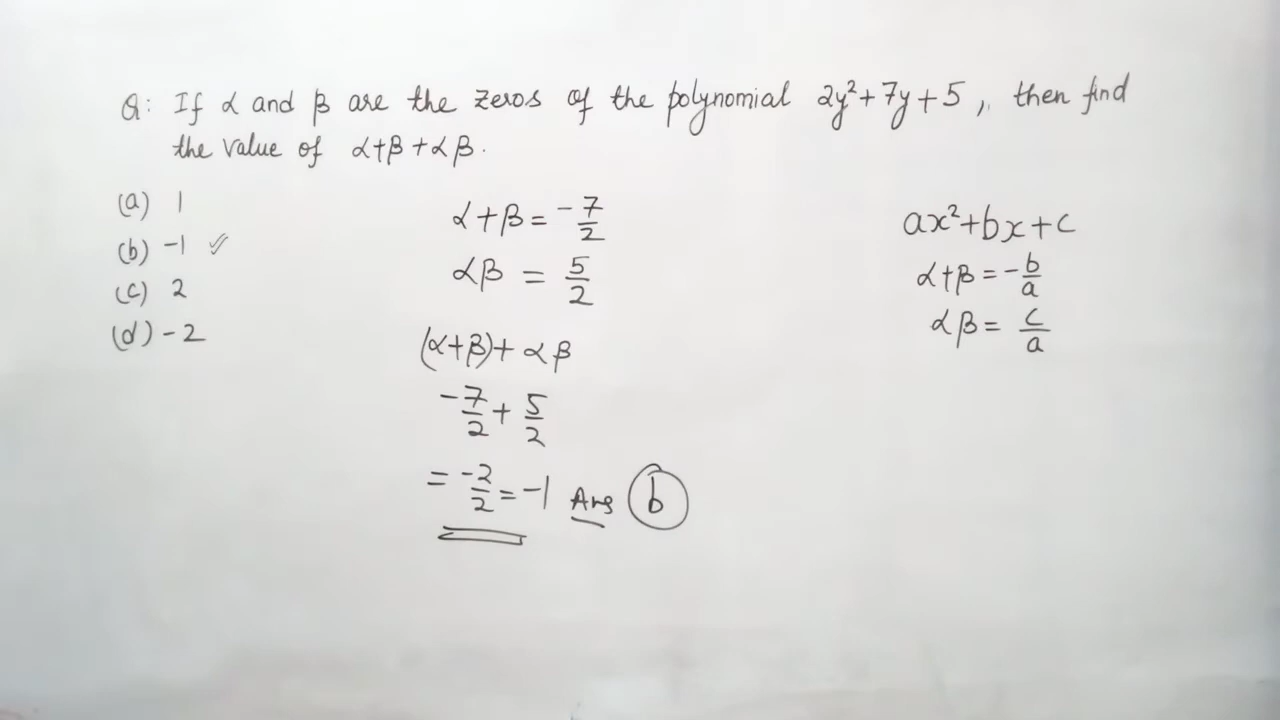 Q: If α and β are the zeros of the polynomial 2y²+7y+5, then find
the value of α+β+αβ.
(a) 1
(b) -1 ✓
(c) 2
(d) -2
α+β = -7/2
αβ = 5/2
(α+β)+αβ
-7/2 + 5/2
= -2/2 = -1 Ans (b)
ax²+bx+c
α+β = -b/a
αβ = c/a